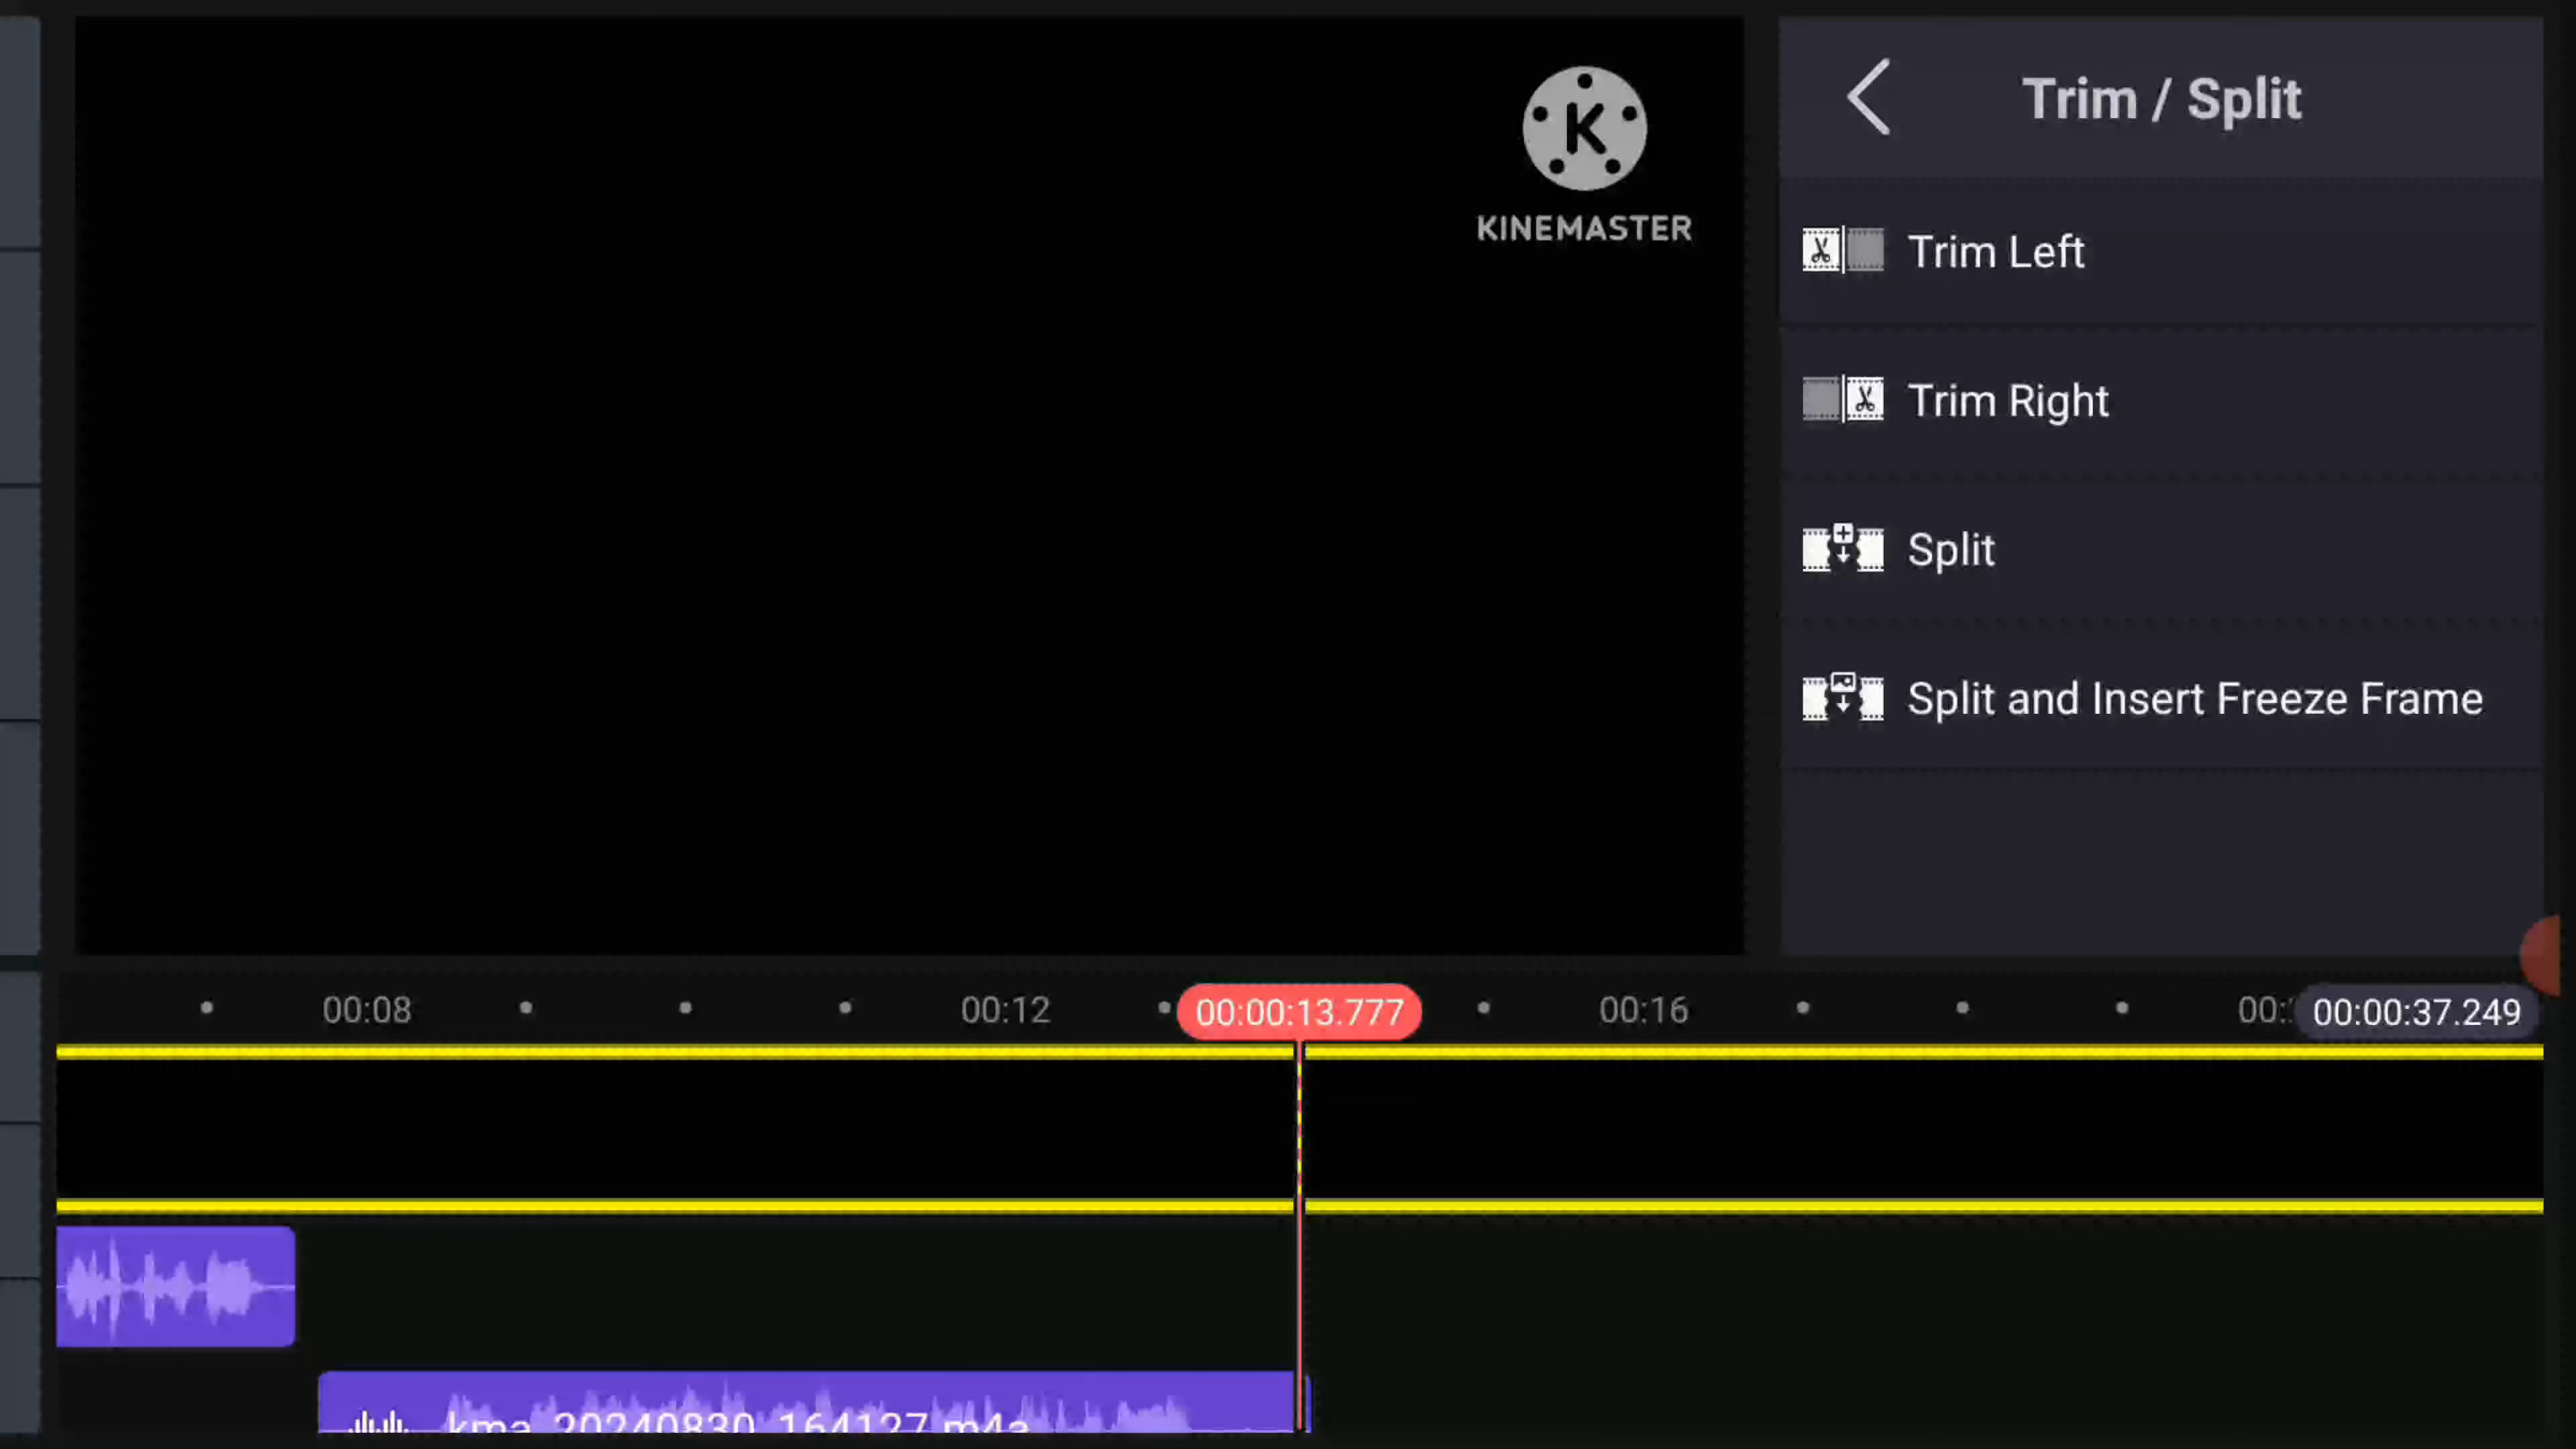 K
KINEMASTER
Trim / Split
Trim Left
Trim Right
Split
Split and Insert Freeze Frame
00:08
00:12
00:00:13.777
00:16
00:
00:00:37.249
kma_20240830_164127.m4a